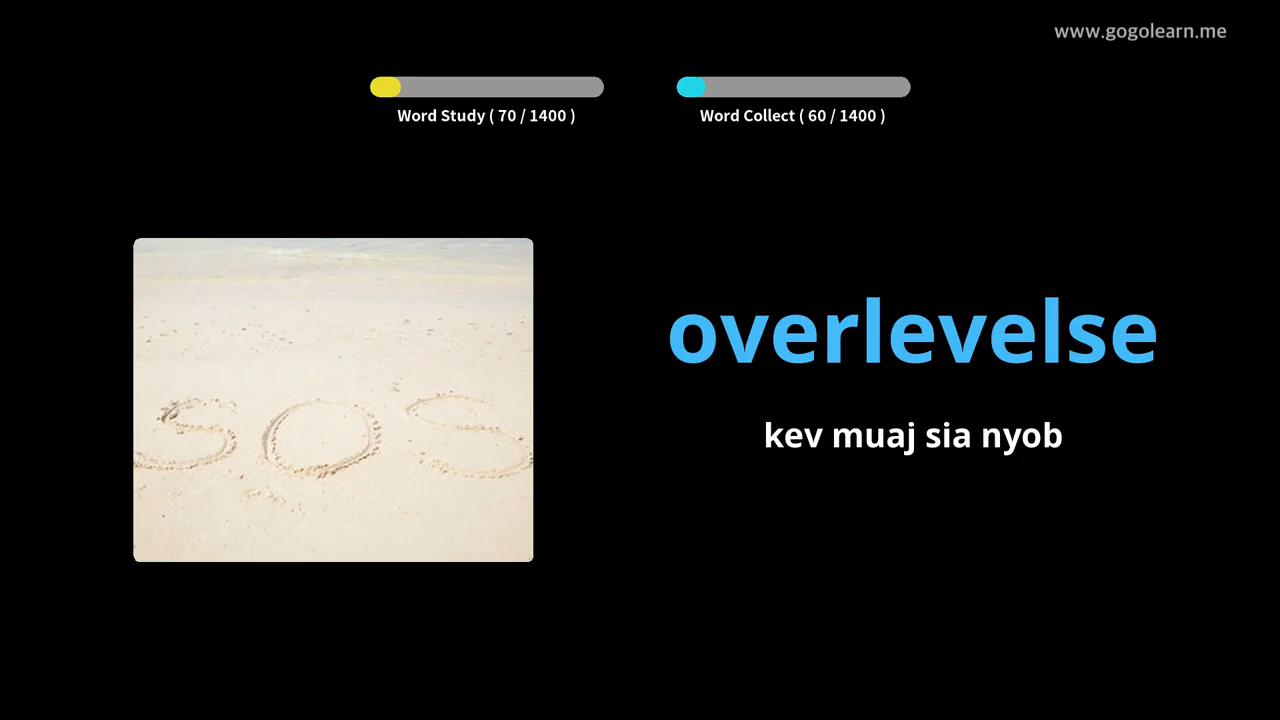 www.gogolearn.me
Word Study ( 70 / 1400 )
Word Collect ( 60 / 1400 )
SOS
overlevelse
kev muaj sia nyob